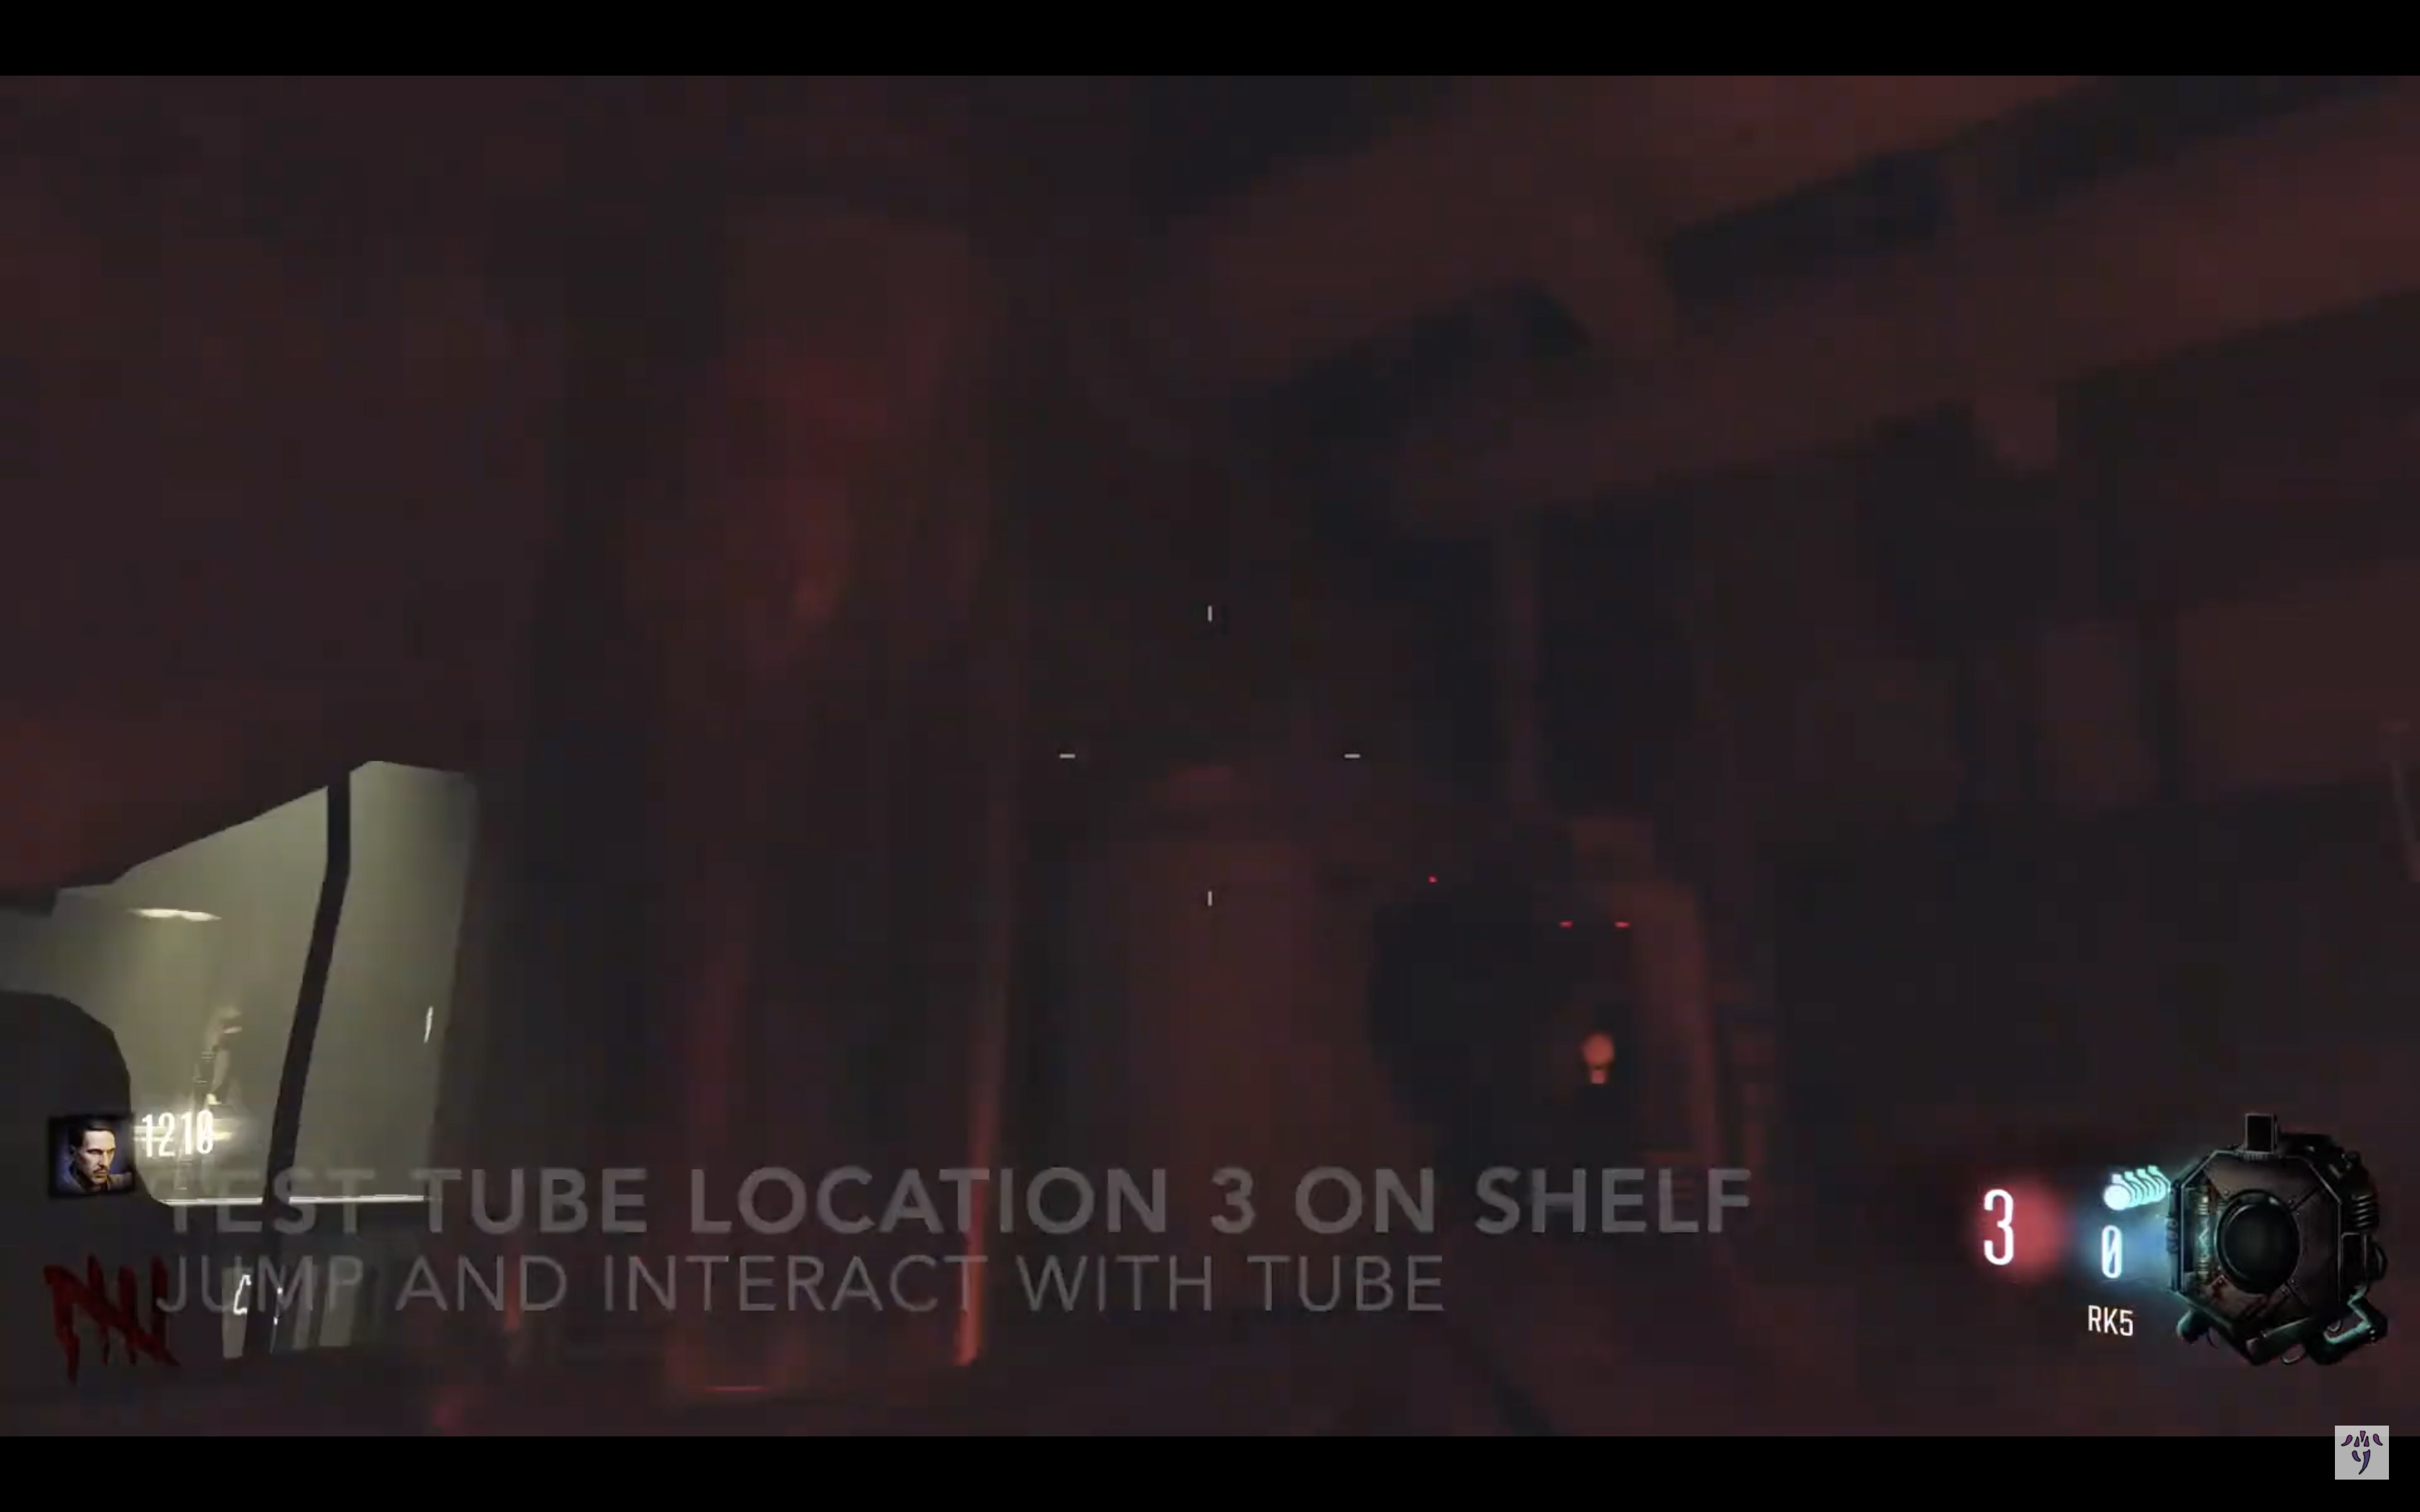 1210
TEST TUBE LOCATION 3 ON SHELF
JUMP AND INTERACT WITH TUBE
3
0
RK5